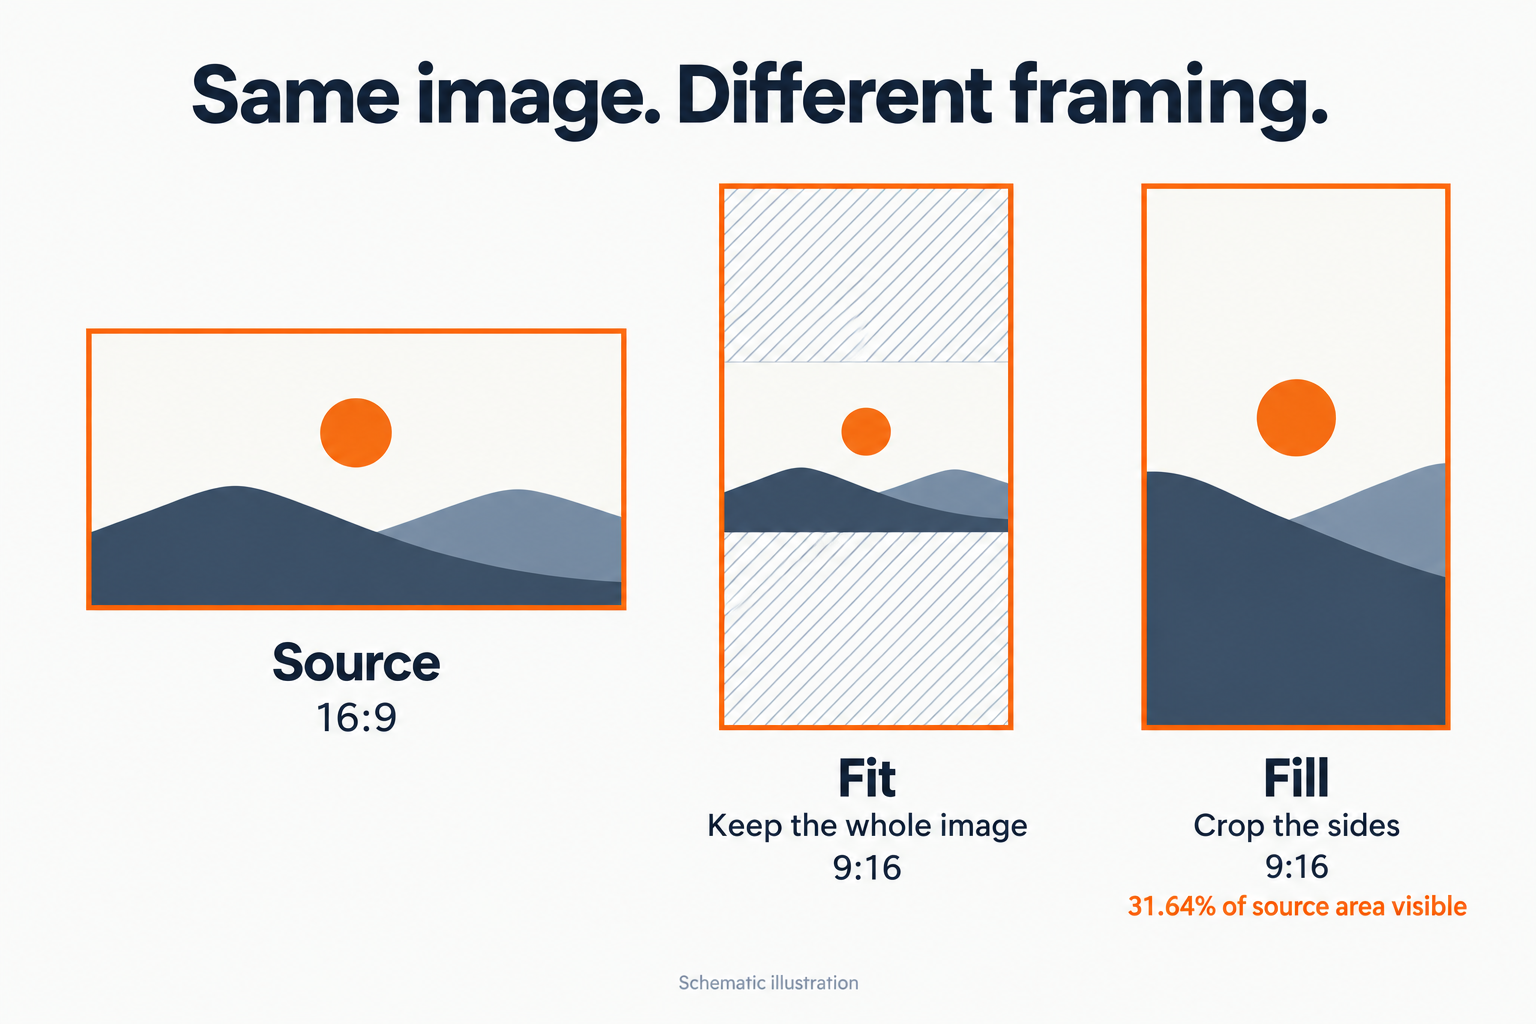 Same image. Different framing.
Source
16:9
Fit
Keep the whole image
9:16
Fill
Crop the sides
9:16
31.64% of source area visible
Schematic illustration